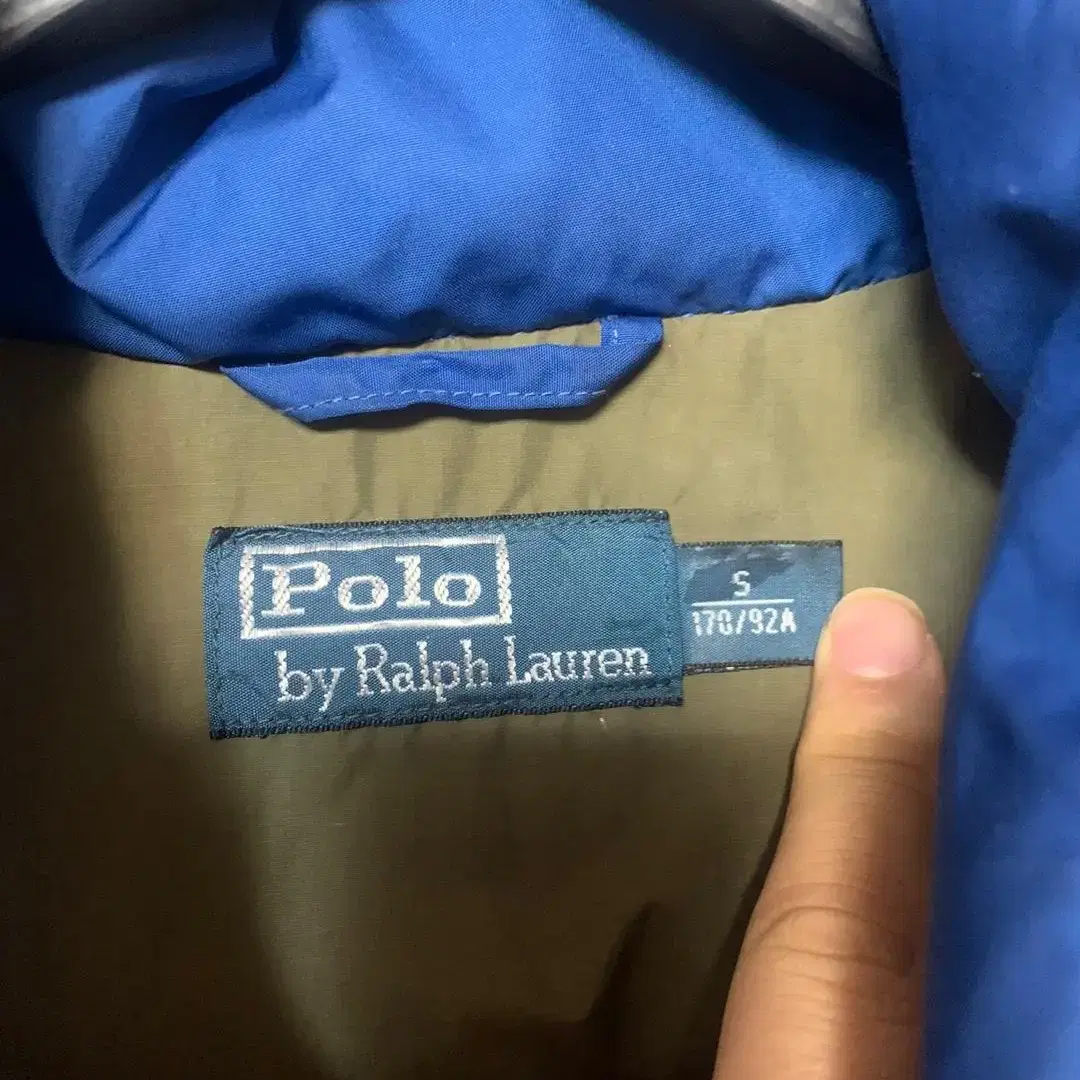 Polo
by Ralph Lauren
S
170/92A